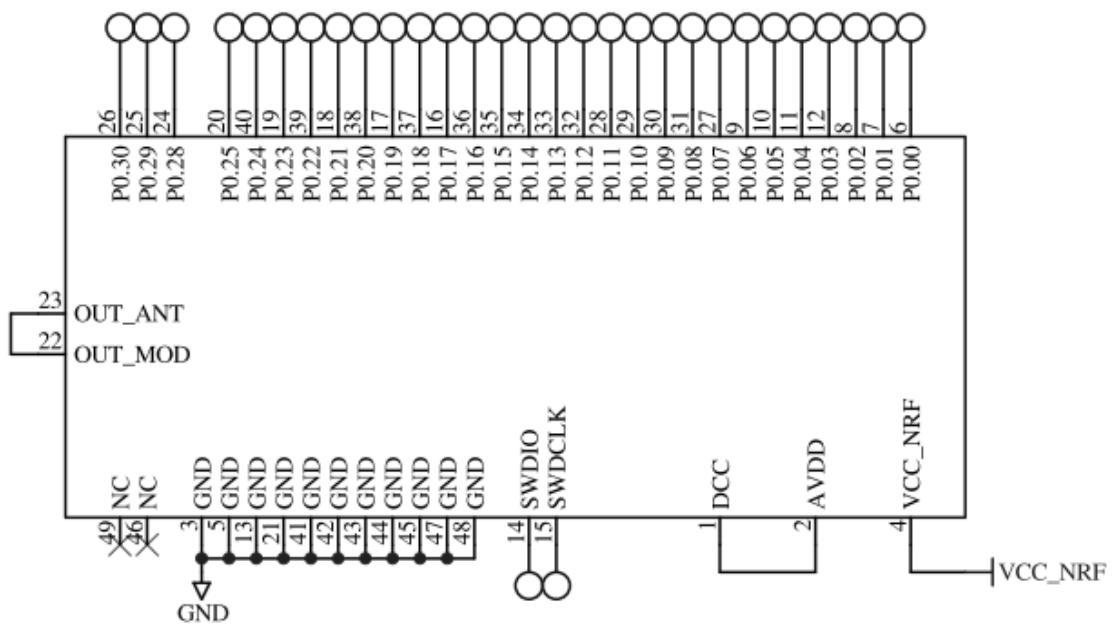 26 25 24 20 40 19 39 18 38 17 37 16 36 35 34 33 32 28 29 30 31 27 9 10 11 12 8 7 6
P0.30 P0.29 P0.28 P0.25 P0.24 P0.23 P0.22 P0.21 P0.20 P0.19 P0.18 P0.17 P0.16 P0.15 P0.14 P0.13 P0.12 P0.11 P0.10 P0.09 P0.08 P0.07 P0.06 P0.05 P0.04 P0.03 P0.02 P0.01 P0.00
23 OUT_ANT
22 OUT_MOD
NC NC GND GND GND GND GND GND GND GND GND GND GND SWDIO SWDCLK DCC AVDD VCC_NRF
49 46 3 5 13 21 41 42 43 44 45 47 48 14 15 1 2 4
VCC_NRF
GND